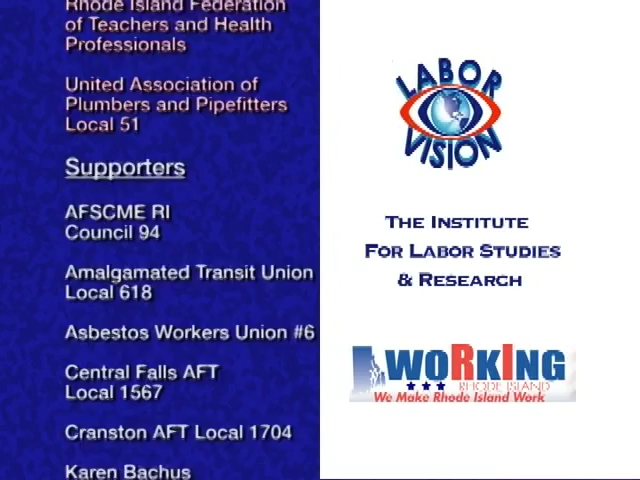 Rhode Island Federation
of Teachers and Health
Professionals
United Association of
Plumbers and Pipefitters
Local 51
Supporters
AFSCME RI
Council 94
Amalgamated Transit Union
Local 618
Asbestos Workers Union #6
Central Falls AFT
Local 1567
Cranston AFT Local 1704
Karen Bachus
LABOR
VISION
THE INSTITUTE
FOR LABOR STUDIES
& RESEARCH
WORKING
RHODE ISLAND
We Make Rhode Island Work